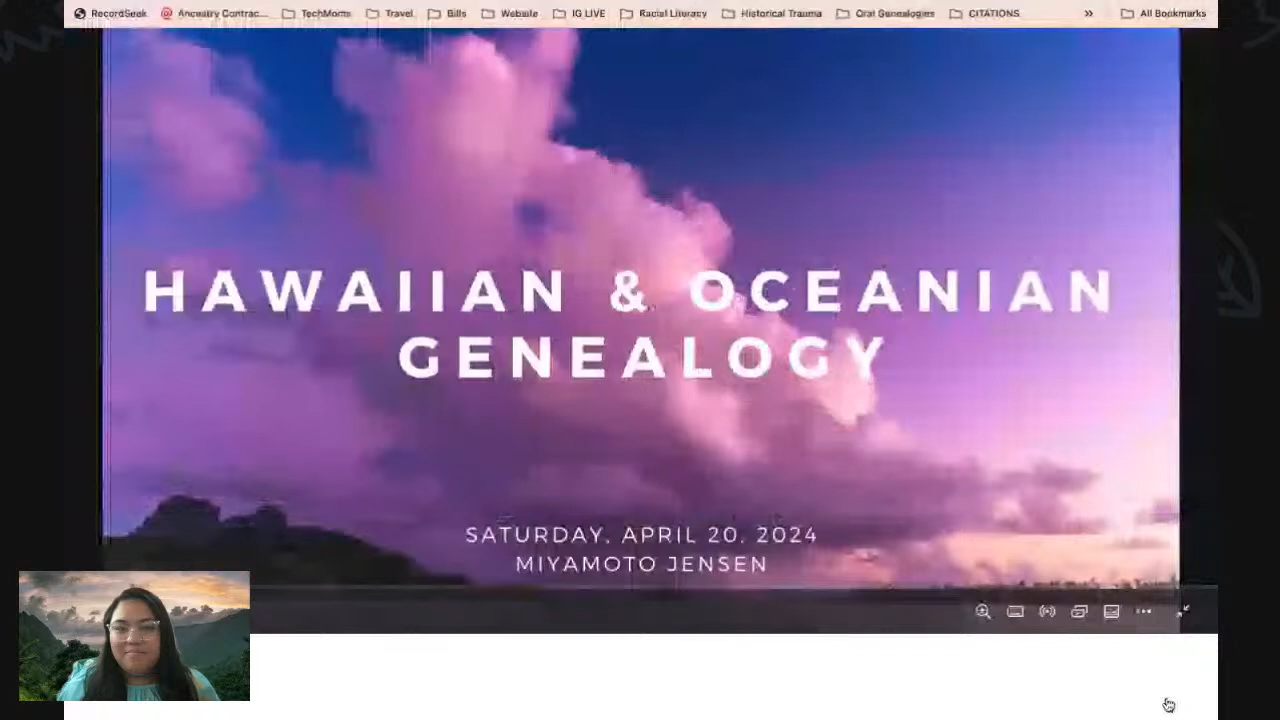 RecordSeek Ancestry Contrac... TechMoms Travel Bills Website IG LIVE Racial Literacy Historical Trauma Oral Genealogies CITATIONS » All Bookmarks
HAWAIIAN & OCEANIAN
GENEALOGY
SATURDAY, APRIL 20, 2024
MIYAMOTO JENSEN